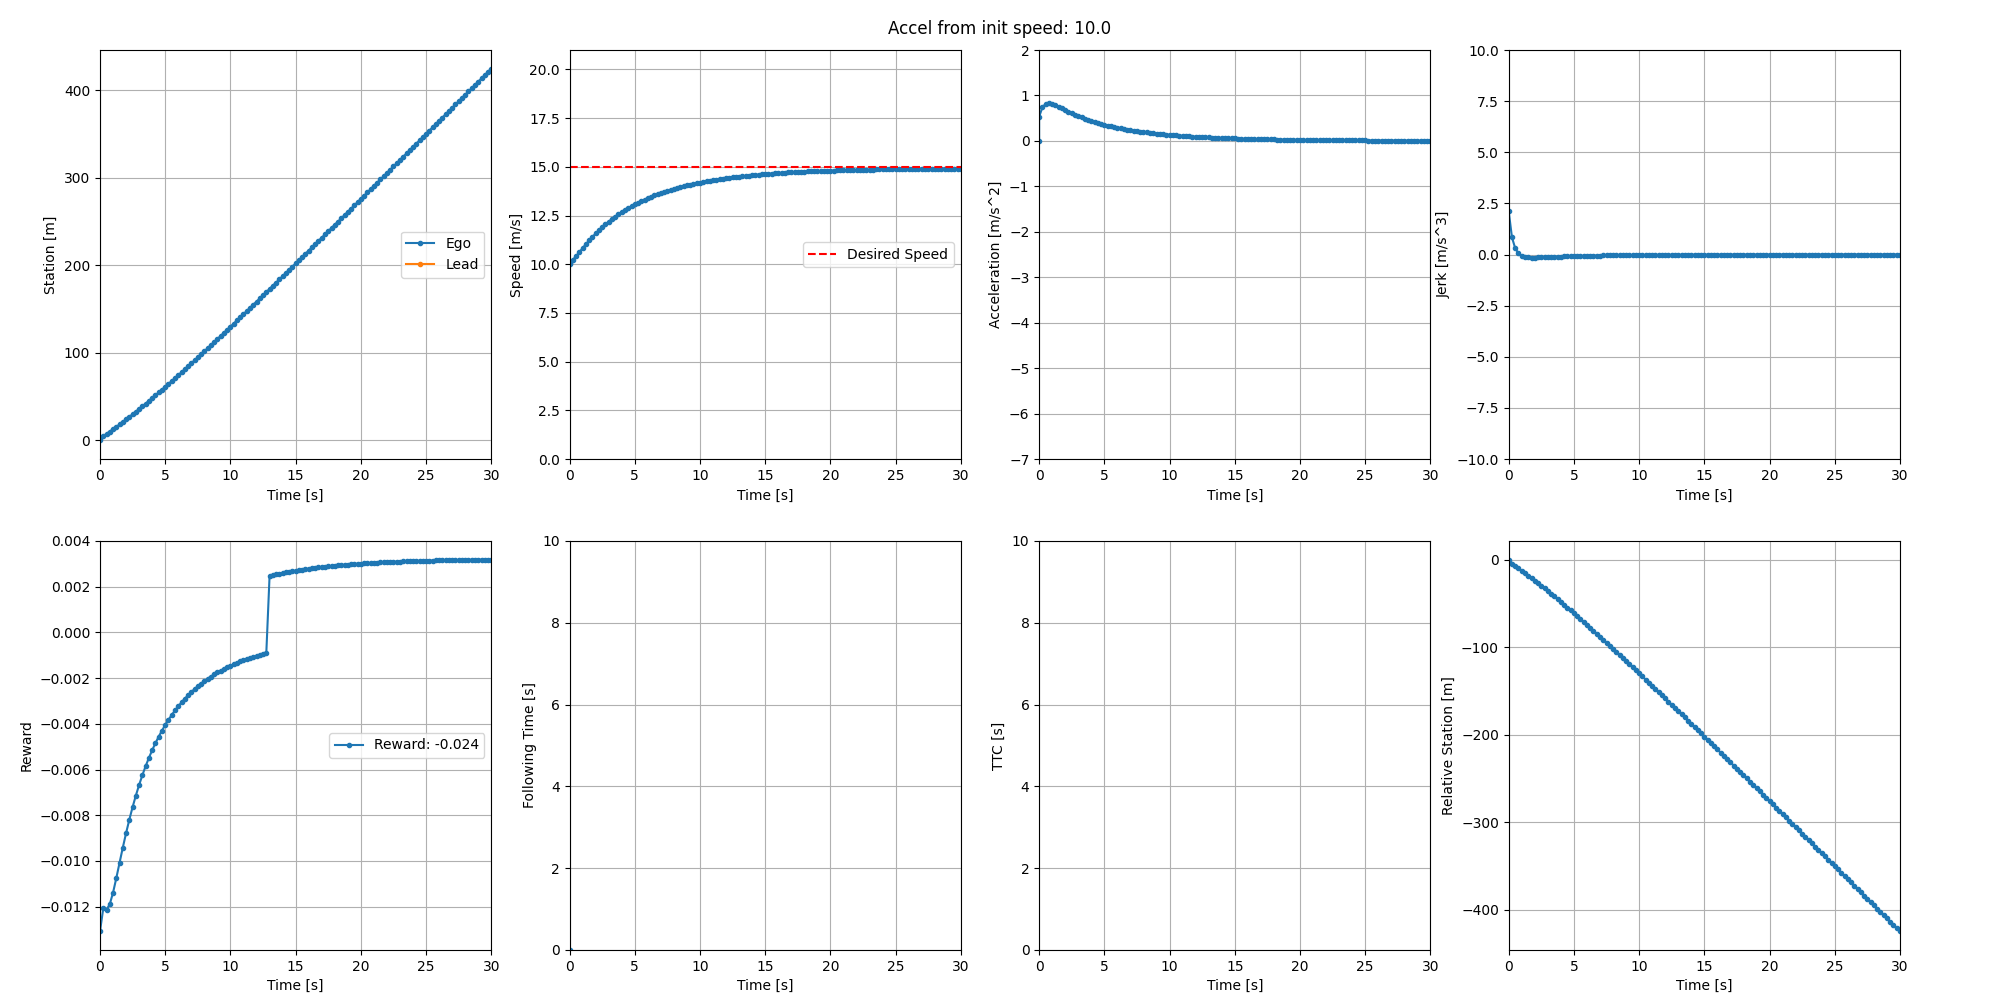 Accel from init speed: 10.0
Station [m]
400
300
200
100
0
0 5 10 15 20 25 30
Time [s]
Ego
Lead
Speed [m/s]
20.0
17.5
15.0
12.5
10.0
7.5
5.0
2.5
0.0
0 5 10 15 20 25 30
Time [s]
Desired Speed
Acceleration [m/s^2]
2
1
0
−1
−2
−3
−4
−5
−6
−7
0 5 10 15 20 25 30
Time [s]
Jerk [m/s^3]
10.0
7.5
5.0
2.5
0.0
−2.5
−5.0
−7.5
−10.0
0 5 10 15 20 25 30
Time [s]
Reward
0.004
0.002
0.000
−0.002
−0.004
−0.006
−0.008
−0.010
−0.012
0 5 10 15 20 25 30
Time [s]
Reward: -0.024
Following Time [s]
10
8
6
4
2
0
0 5 10 15 20 25 30
Time [s]
TTC [s]
10
8
6
4
2
0
0 5 10 15 20 25 30
Time [s]
Relative Station [m]
0
−100
−200
−300
−400
0 5 10 15 20 25 30
Time [s]